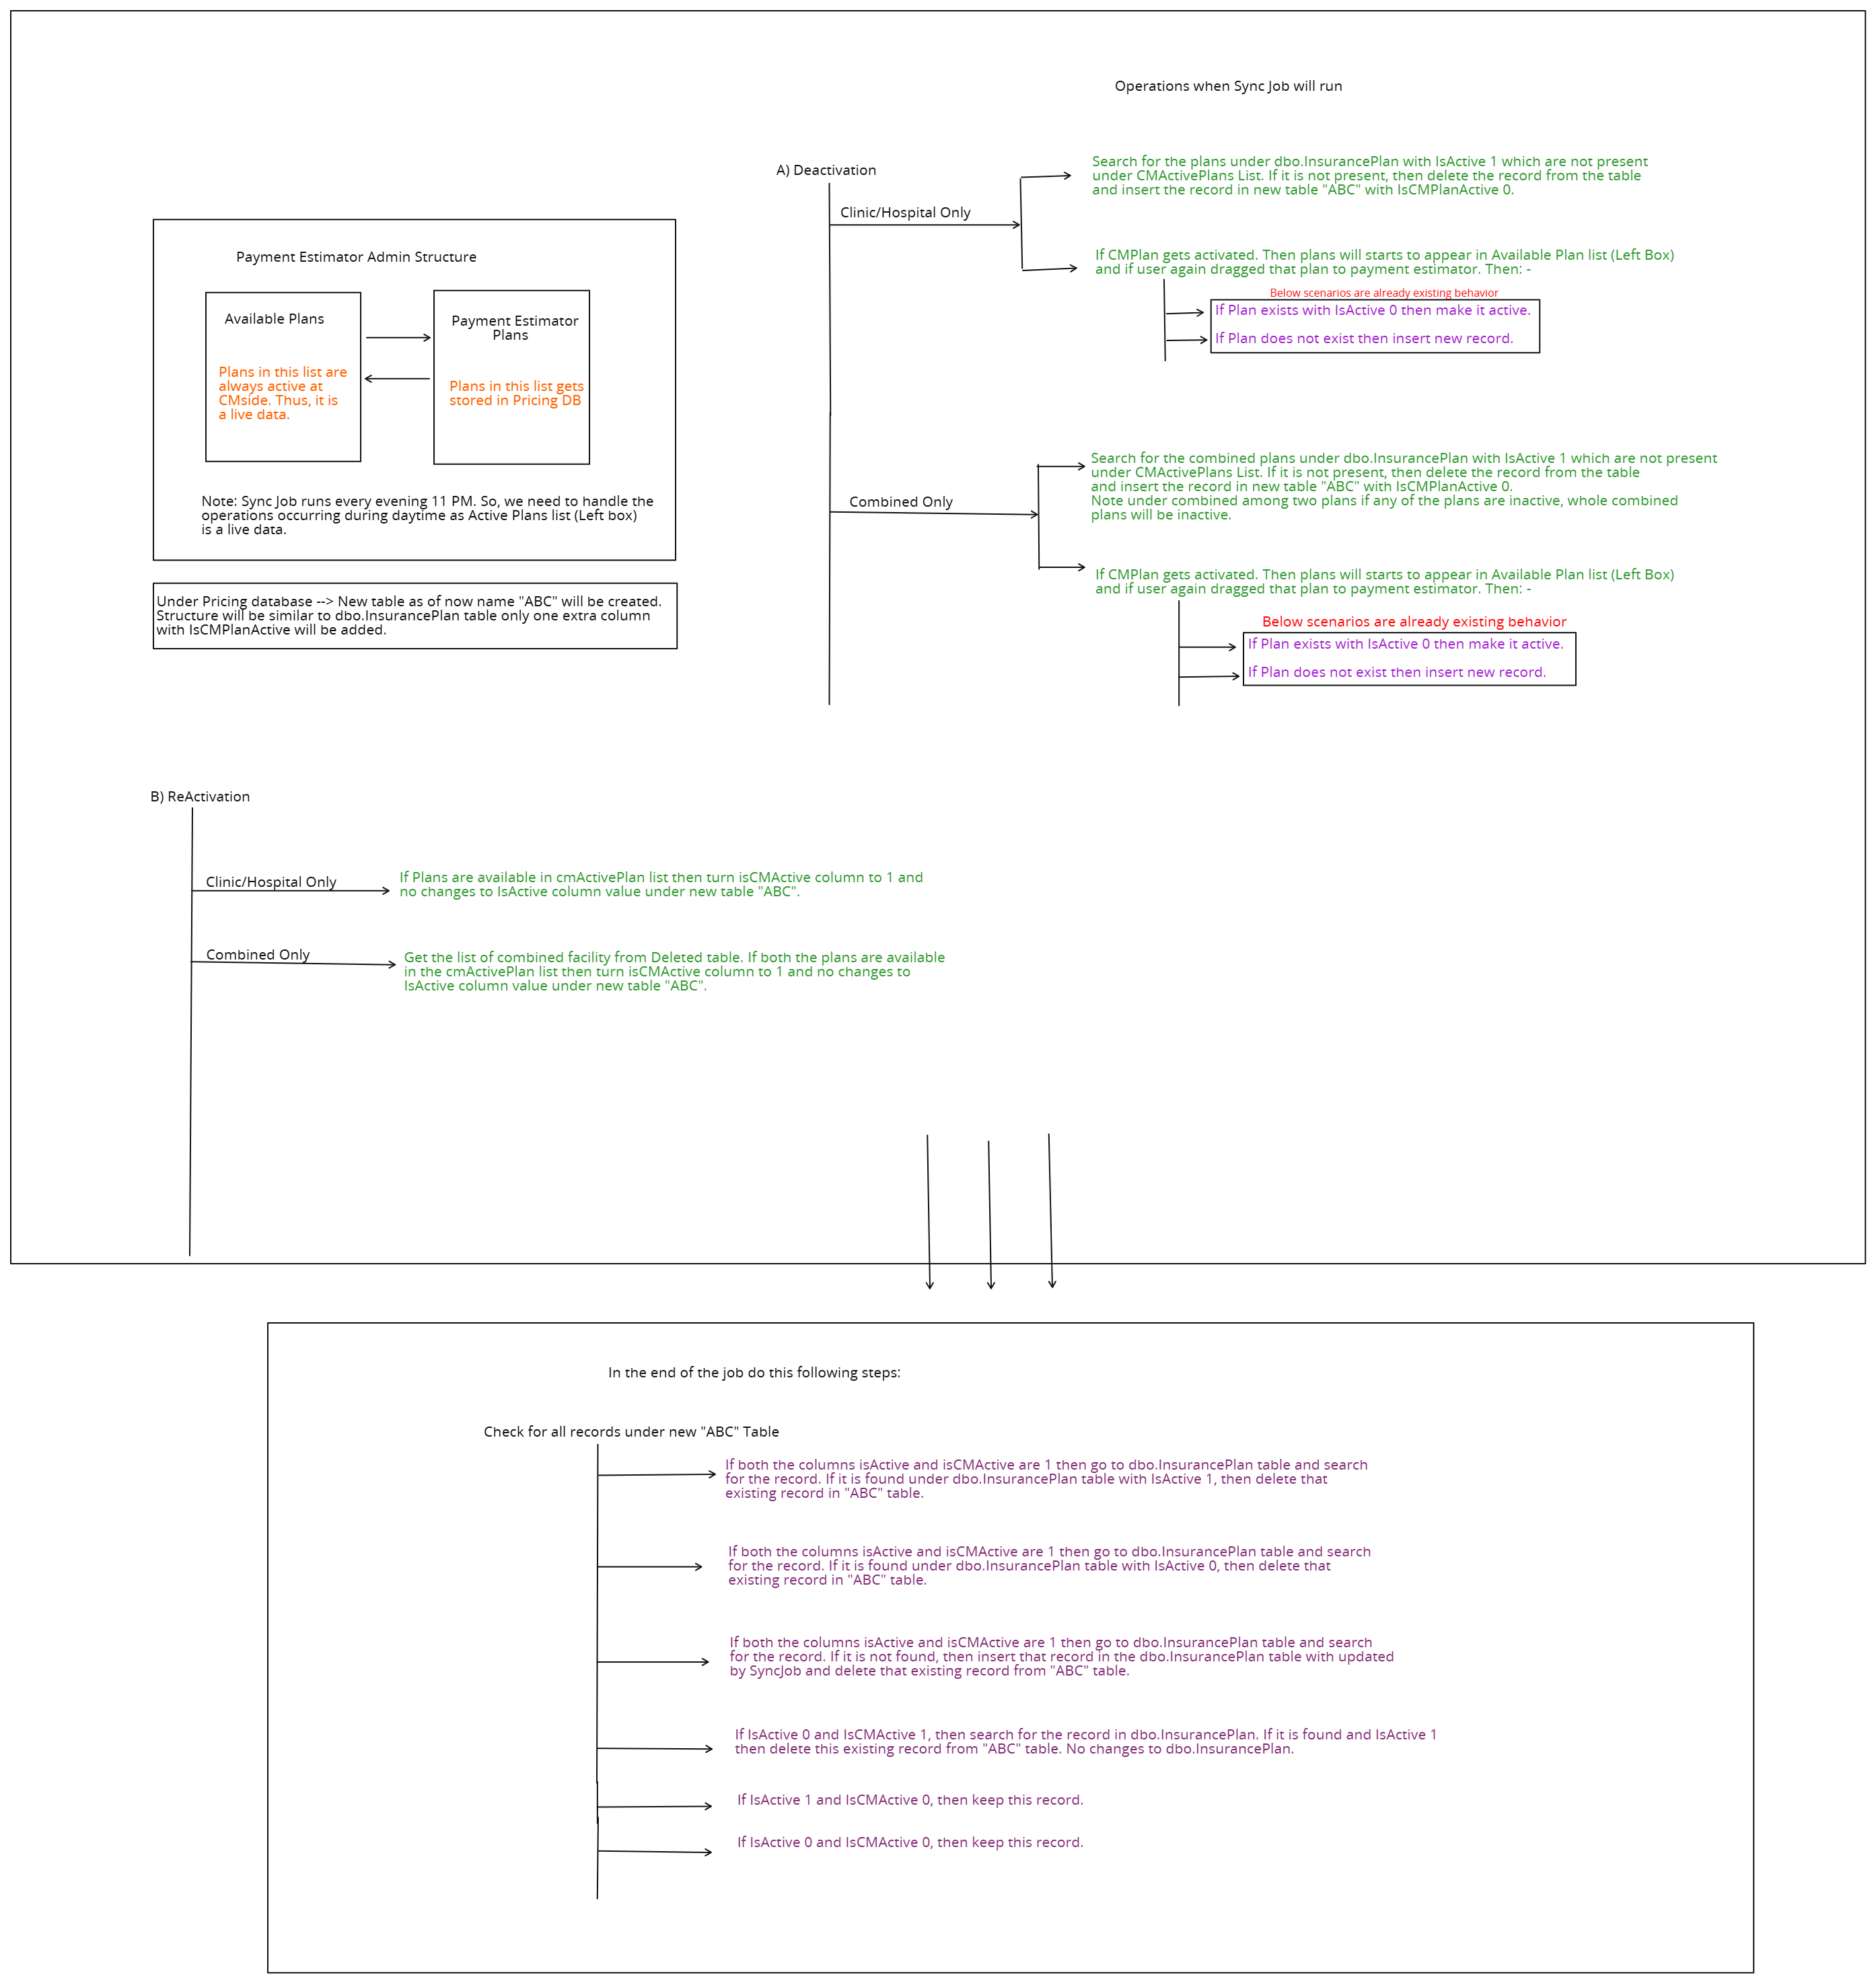 Operations when Sync Job will run
A) Deactivation
Clinic/Hospital Only
Search for the plans under dbo.InsurancePlan with IsActive 1 which are not present
under CMActivePlans List. If it is not present, then delete the record from the table
and insert the record in new table "ABC" with IsCMPlanActive 0.
If CMPlan gets activated. Then plans will starts to appear in Available Plan list (Left Box)
and if user again dragged that plan to payment estimator. Then: -
Below scenarios are already existing behavior
If Plan exists with IsActive 0 then make it active.
If Plan does not exist then insert new record.
Payment Estimator Admin Structure
Available Plans
Plans in this list are
always active at
CMside. Thus, it is
a live data.
Payment Estimator
Plans
Plans in this list gets
stored in Pricing DB
Note: Sync Job runs every evening 11 PM. So, we need to handle the
operations occurring during daytime as Active Plans list (Left box)
is a live data.
Under Pricing database --> New table as of now name "ABC" will be created.
Structure will be similar to dbo.InsurancePlan table only one extra column
with IsCMPlanActive will be added.
Combined Only
Search for the combined plans under dbo.InsurancePlan with IsActive 1 which are not present
under CMActivePlans List. If it is not present, then delete the record from the table
and insert the record in new table "ABC" with IsCMPlanActive 0.
Note under combined among two plans if any of the plans are inactive, whole combined
plans will be inactive.
If CMPlan gets activated. Then plans will starts to appear in Available Plan list (Left Box)
and if user again dragged that plan to payment estimator. Then: -
Below scenarios are already existing behavior
If Plan exists with IsActive 0 then make it active.
If Plan does not exist then insert new record.
B) ReActivation
Clinic/Hospital Only
If Plans are available in cmActivePlan list then turn isCMActive column to 1 and
no changes to IsActive column value under new table "ABC".
Combined Only
Get the list of combined facility from Deleted table. If both the plans are available
in the cmActivePlan list then turn isCMActive column to 1 and no changes to
IsActive column value under new table "ABC".
In the end of the job do this following steps:
Check for all records under new "ABC" Table
If both the columns isActive and isCMActive are 1 then go to dbo.InsurancePlan table and search
for the record. If it is found under dbo.InsurancePlan table with IsActive 1, then delete that
existing record in "ABC" table.
If both the columns isActive and isCMActive are 1 then go to dbo.InsurancePlan table and search
for the record. If it is found under dbo.InsurancePlan table with IsActive 0, then delete that
existing record in "ABC" table.
If both the columns isActive and isCMActive are 1 then go to dbo.InsurancePlan table and search
for the record. If it is not found, then insert that record in the dbo.InsurancePlan table with updated
by SyncJob and delete that existing record from "ABC" table.
If IsActive 0 and IsCMActive 1, then search for the record in dbo.InsurancePlan. If it is found and IsActive 1
then delete this existing record from "ABC" table. No changes to dbo.InsurancePlan.
If IsActive 1 and IsCMActive 0, then keep this record.
If IsActive 0 and IsCMActive 0, then keep this record.